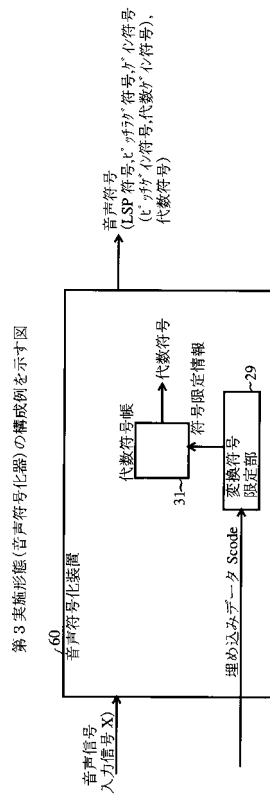 第3実施形態(音声符号化器)の構成例を示す図
60
音声符号化装置
音声信号
入力信号 X)
代数符号帳
31
代数符号
符号限定情報
変換符号
限定部
29
埋め込みデータ Scode
音声符号
(LSP 符号,ピッチラグ符号,ゲイン符号
(ピッチゲイン符号,代数ゲイン符号),
代数符号)